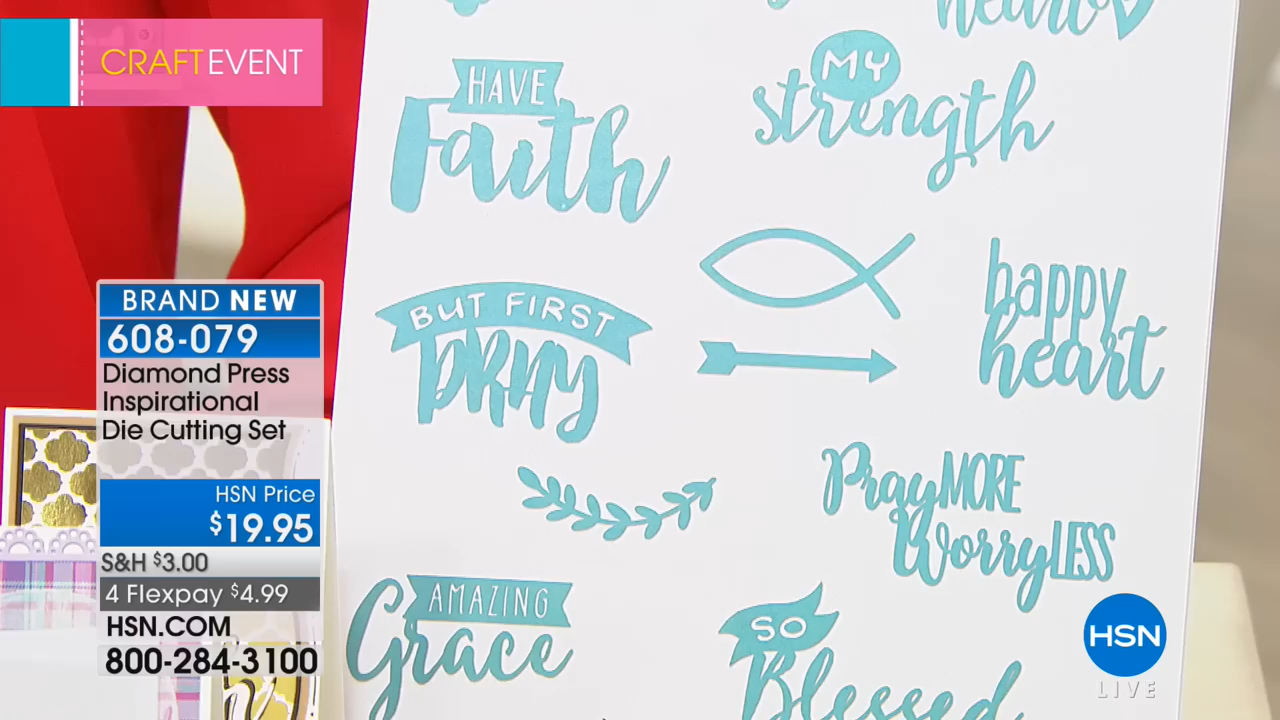 CRAFT EVENT
BRAND NEW
608-079
Diamond Press
Inspirational
Die Cutting Set
HSN Price
$19.95
S&H $3.00
4 Flexpay $4.99
HSN.COM
800-284-3100
heart
HAVE
Faith
MY
strength
BUT FIRST
PRAY
happy
heart
Pray MORE
Worry LESS
AMAZING
Grace
SO
Blessed
HSN
LIVE